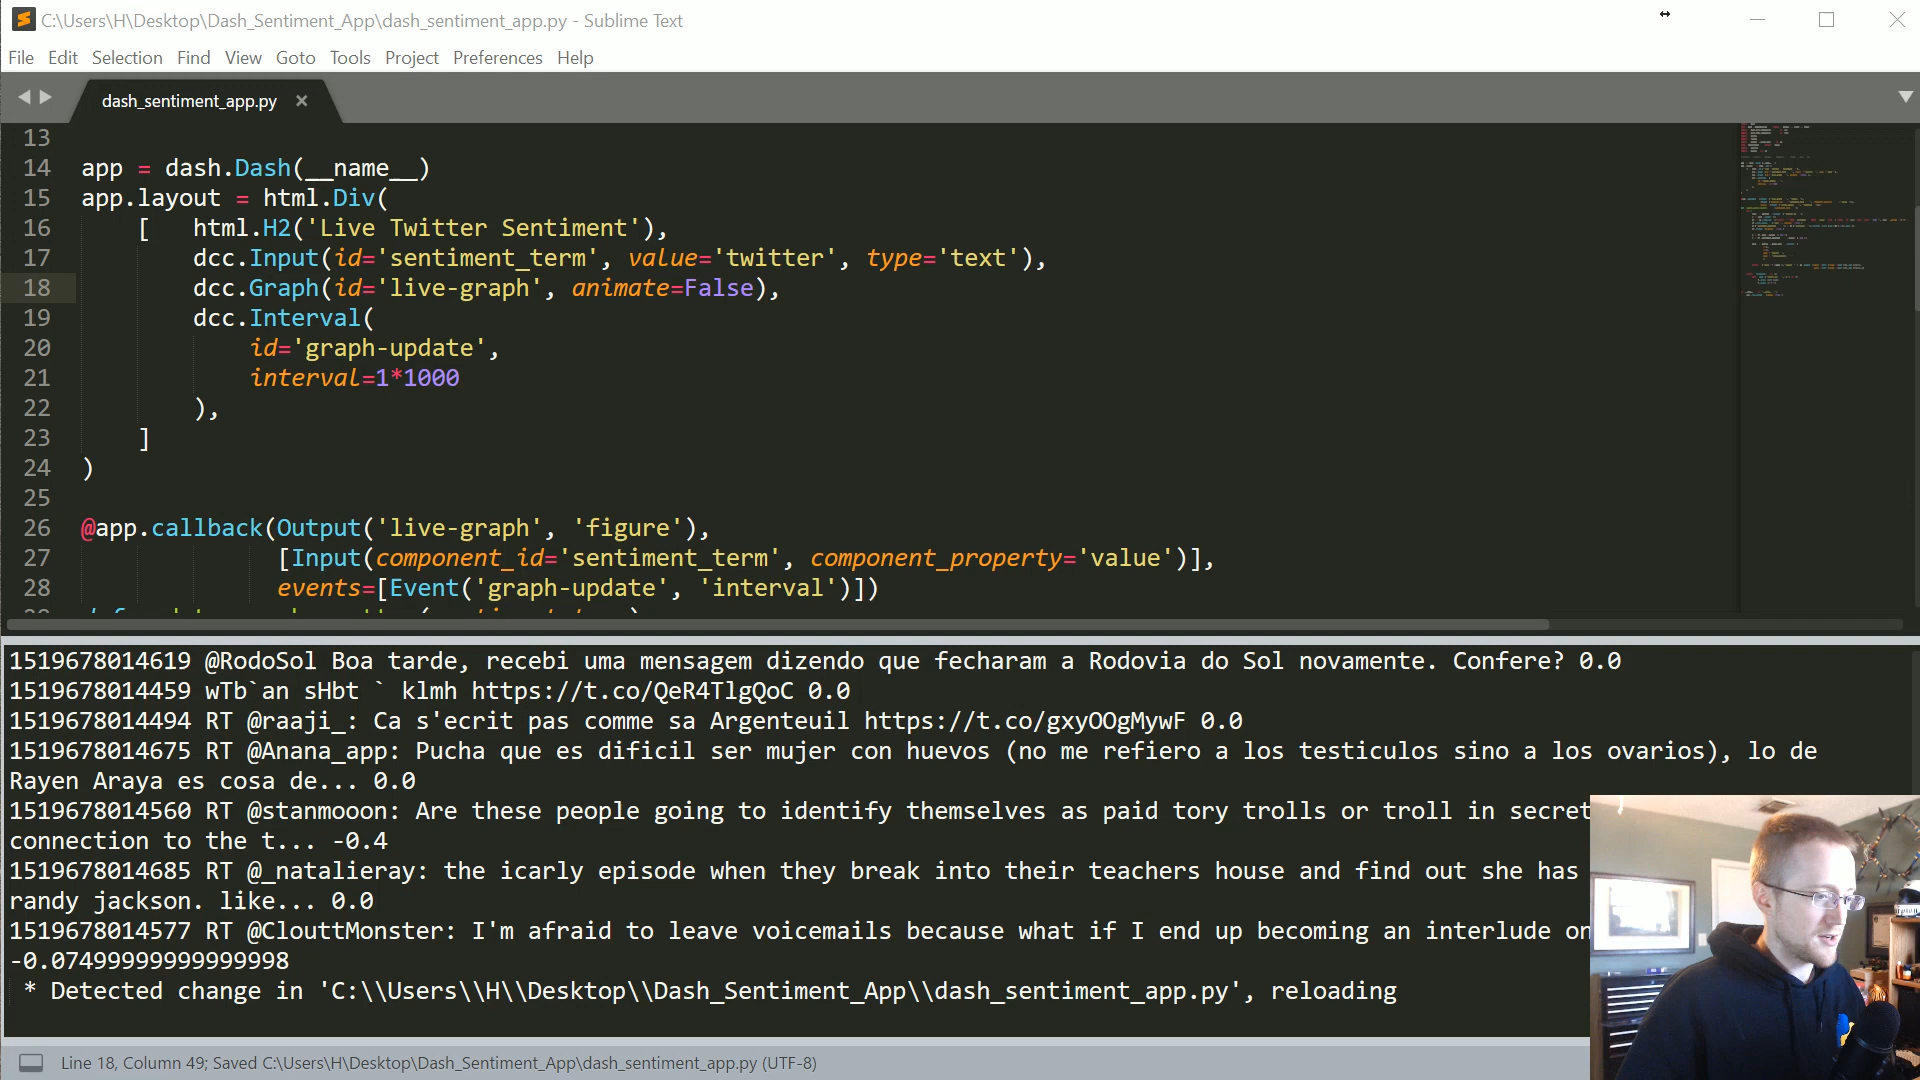 C:\Users\H\Desktop\Dash_Sentiment_App\dash_sentiment_app.py - Sublime Text
File Edit Selection Find View Goto Tools Project Preferences Help
dash_sentiment_app.py ×
13
14 app = dash.Dash(__name__)
15 app.layout = html.Div(
16     [   html.H2('Live Twitter Sentiment'),
17         dcc.Input(id='sentiment_term', value='twitter', type='text'),
18         dcc.Graph(id='live-graph', animate=False),
19         dcc.Interval(
20             id='graph-update',
21             interval=1*1000
22         ),
23     ]
24 )
25
26 @app.callback(Output('live-graph', 'figure'),
27               [Input(component_id='sentiment_term', component_property='value')],
28               events=[Event('graph-update', 'interval')])
1519678014619 @RodoSol Boa tarde, recebi uma mensagem dizendo que fecharam a Rodovia do Sol novamente. Confere? 0.0
1519678014459 wTb`an sHbt ` klmh https://t.co/QeR4TlgQoC 0.0
1519678014494 RT @raaji_: Ca s'ecrit pas comme sa Argenteuil https://t.co/gxyOOgMywF 0.0
1519678014675 RT @Anana_app: Pucha que es dificil ser mujer con huevos (no me refiero a los testiculos sino a los ovarios), lo de
Rayen Araya es cosa de... 0.0
1519678014560 RT @stanmooon: Are these people going to identify themselves as paid tory trolls or troll in secret
connection to the t... -0.4
1519678014685 RT @_natalieray: the icarly episode when they break into their teachers house and find out she has
randy jackson. like... 0.0
1519678014577 RT @ClouttMonster: I'm afraid to leave voicemails because what if I end up becoming an interlude on
-0.07499999999999998
* Detected change in 'C:\\Users\\H\\Desktop\\Dash_Sentiment_App\\dash_sentiment_app.py', reloading
Line 18, Column 49; Saved C:\Users\H\Desktop\Dash_Sentiment_App\dash_sentiment_app.py (UTF-8)